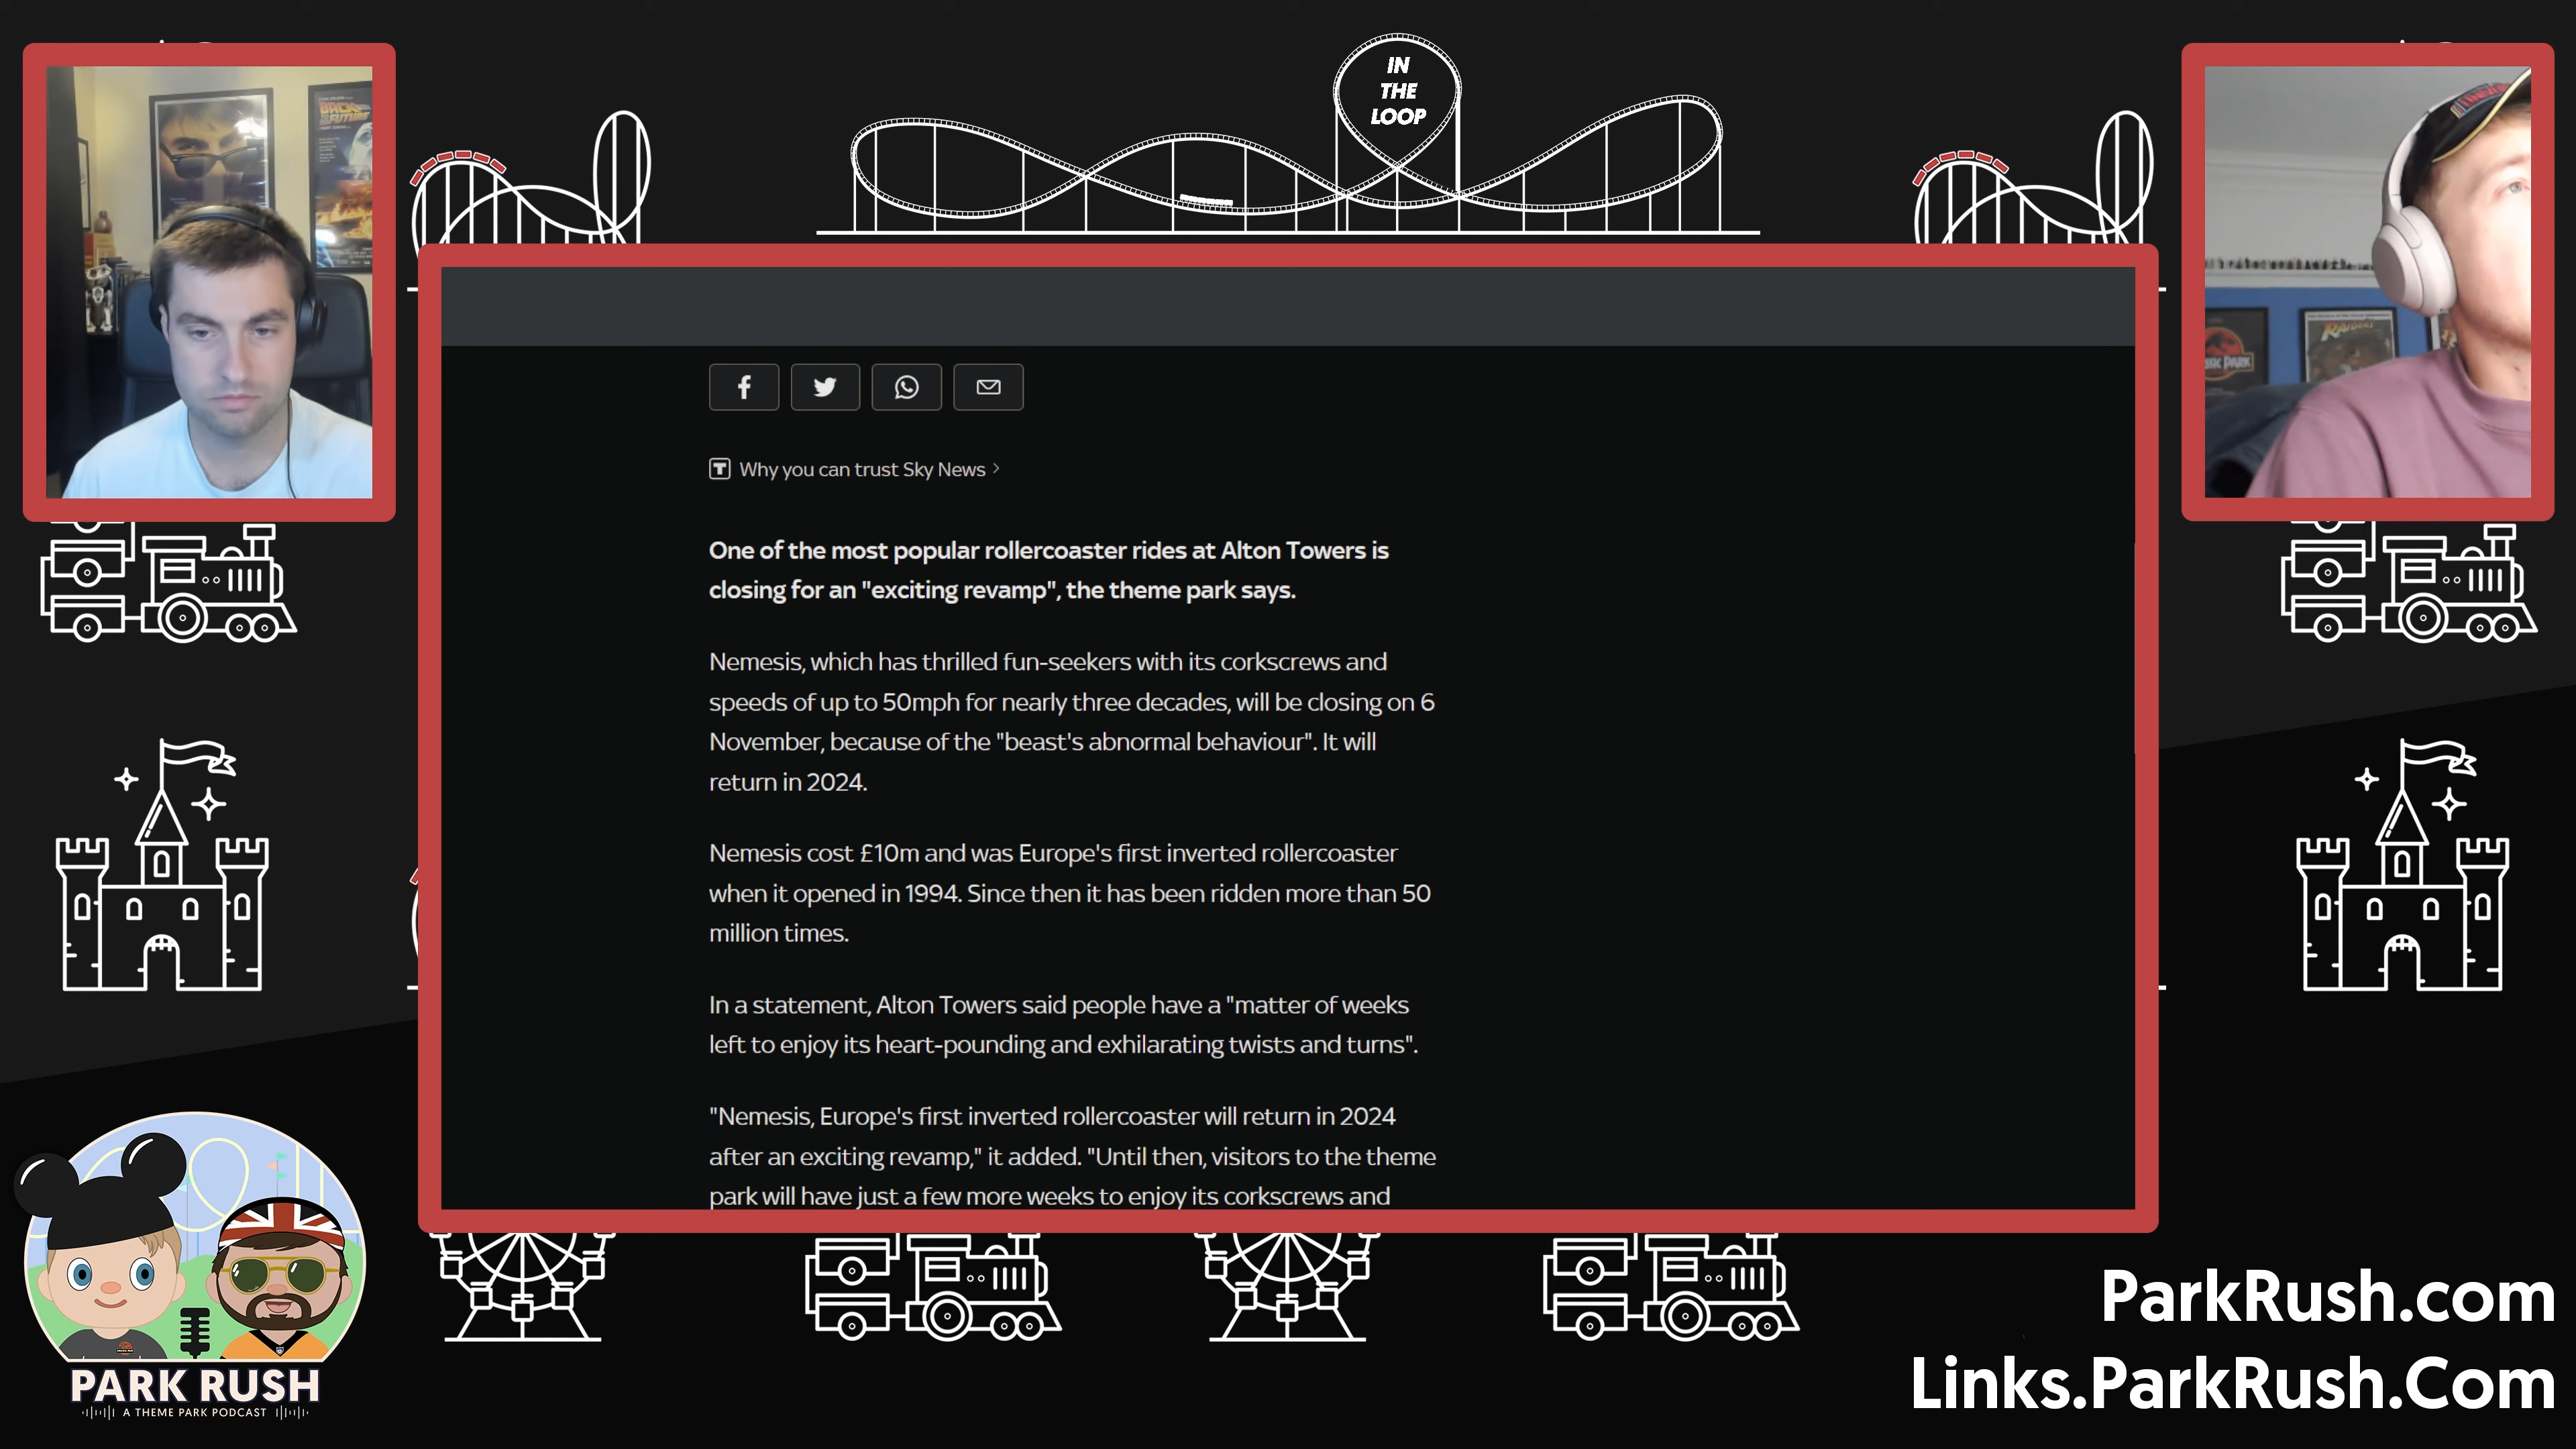 IN
THE
LOOP
BACK
FUTURE
RAIDERS
PARK
Why you can trust Sky News
One of the most popular rollercoaster rides at Alton Towers is
closing for an "exciting revamp", the theme park says.
Nemesis, which has thrilled fun-seekers with its corkscrews and
speeds of up to 50mph for nearly three decades, will be closing on 6
November, because of the "beast's abnormal behaviour". It will
return in 2024.
Nemesis cost £10m and was Europe's first inverted rollercoaster
when it opened in 1994. Since then it has been ridden more than 50
million times.
In a statement, Alton Towers said people have a "matter of weeks
left to enjoy its heart-pounding and exhilarating twists and turns".
"Nemesis, Europe's first inverted rollercoaster will return in 2024
after an exciting revamp," it added. "Until then, visitors to the theme
park will have just a few more weeks to enjoy its corkscrews and
PARK RUSH
A THEME PARK PODCAST
ParkRush.com
Links.ParkRush.Com